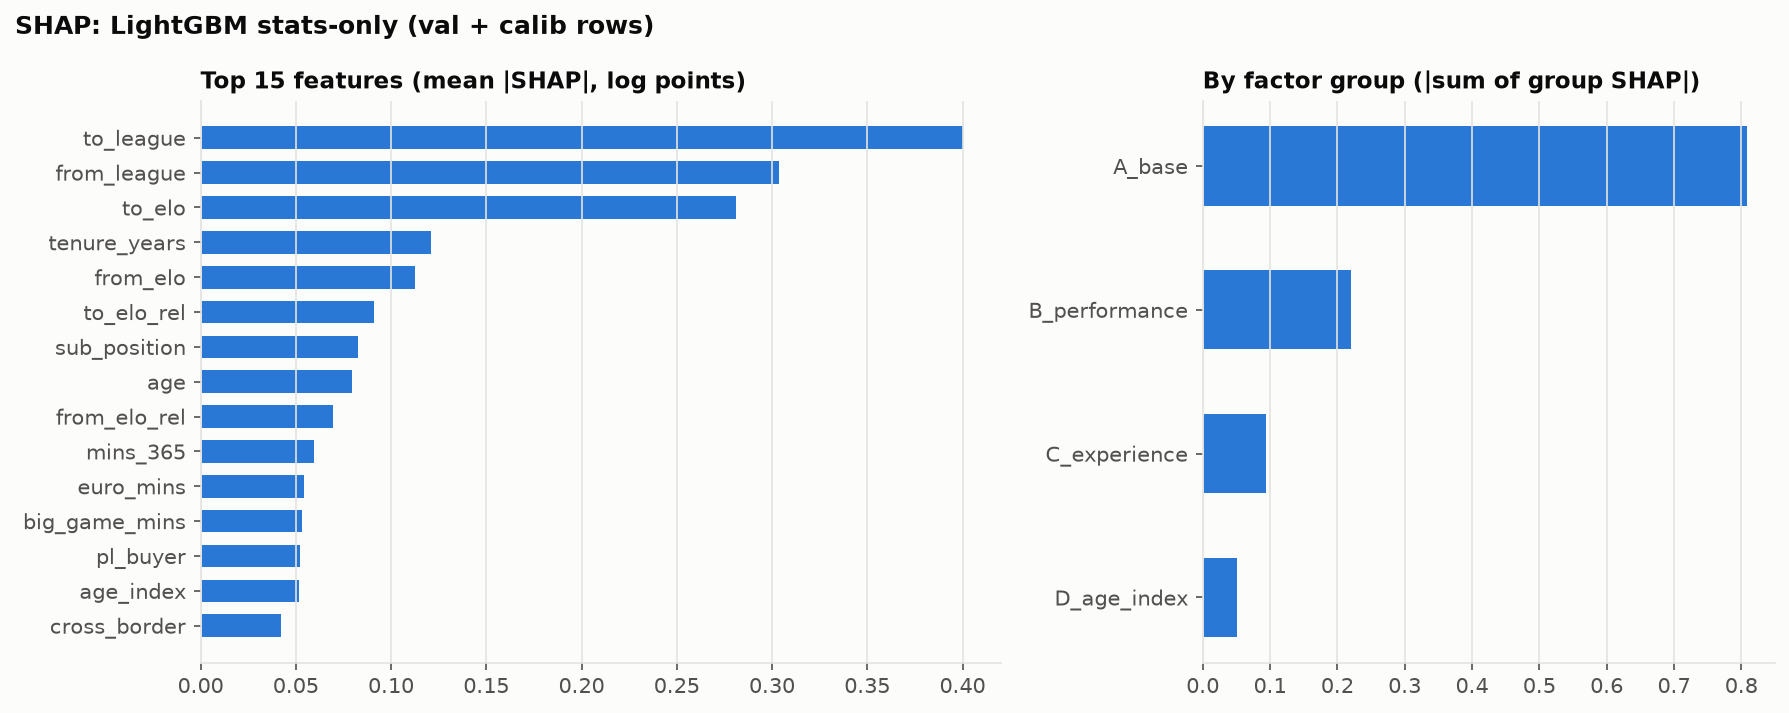 SHAP: LightGBM stats-only (val + calib rows)
Top 15 features (mean |SHAP|, log points)
to_league
from_league
to_elo
tenure_years
from_elo
to_elo_rel
sub_position
age
from_elo_rel
mins_365
euro_mins
big_game_mins
pl_buyer
age_index
cross_border
0.00 0.05 0.10 0.15 0.20 0.25 0.30 0.35 0.40
By factor group (|sum of group SHAP|)
A_base
B_performance
C_experience
D_age_index
0.0 0.1 0.2 0.3 0.4 0.5 0.6 0.7 0.8